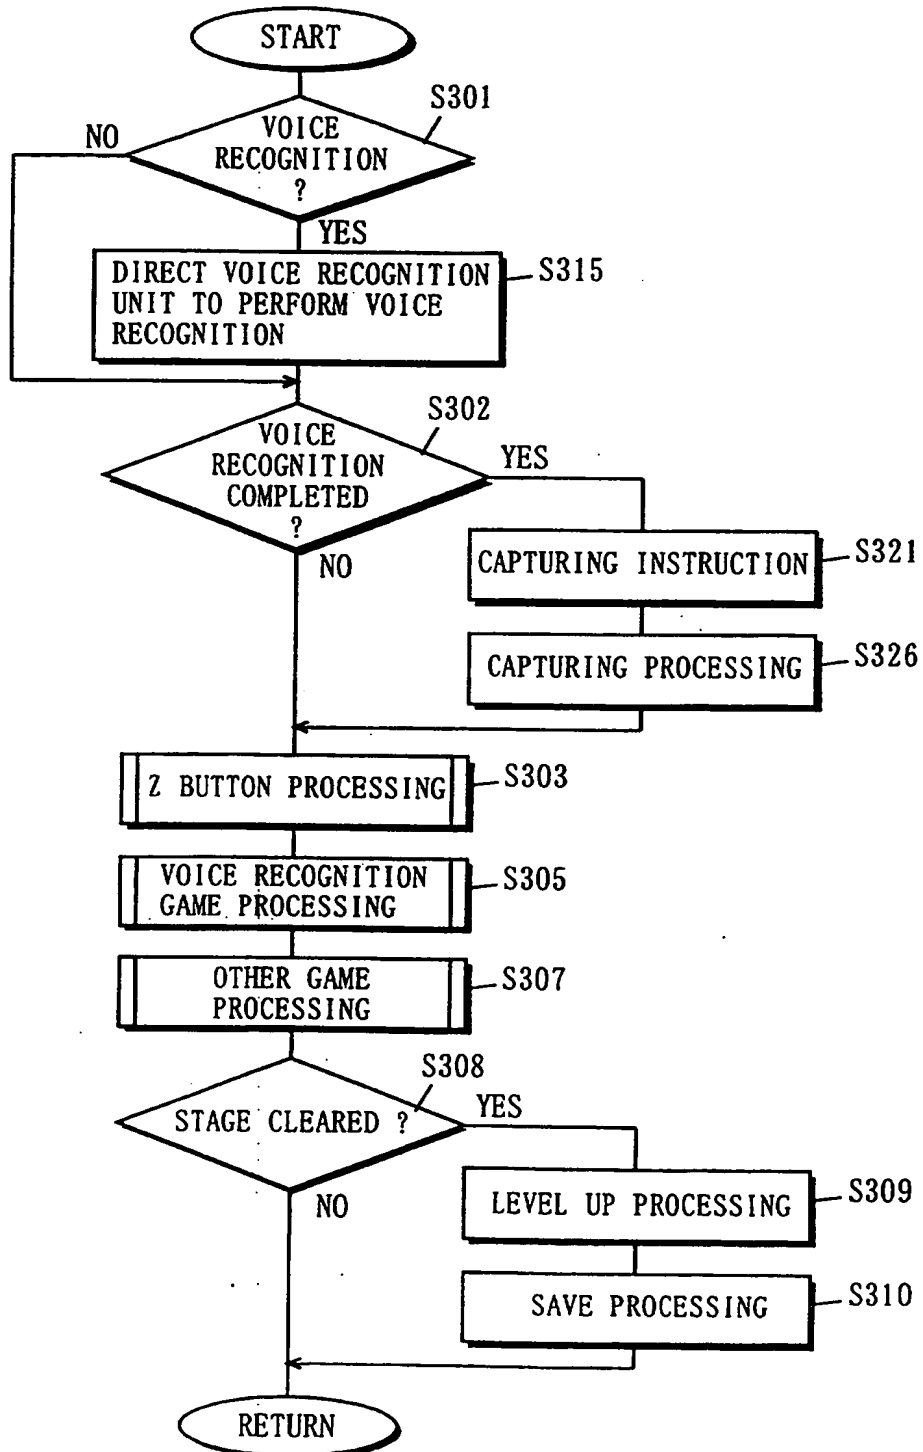 START
S301
NO
VOICE
RECOGNITION
?
YES
DIRECT VOICE RECOGNITION
UNIT TO PERFORM VOICE
RECOGNITION
S315
S302
VOICE
RECOGNITION
COMPLETED
?
YES
NO
CAPTURING INSTRUCTION
S321
CAPTURING PROCESSING
S326
Z BUTTON PROCESSING
S303
VOICE RECOGNITION
GAME PROCESSING
S305
OTHER GAME
PROCESSING
S307
S308
STAGE CLEARED ?
YES
NO
LEVEL UP PROCESSING
S309
SAVE PROCESSING
S310
RETURN